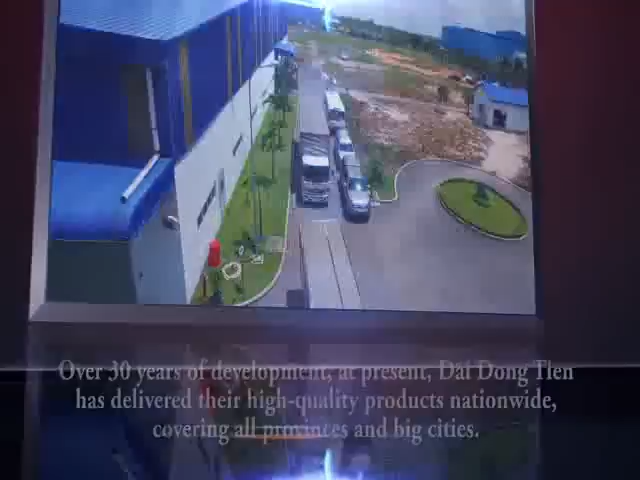 Over 30 years of development, at present, Dai Dong Tien
has delivered their high-quality products nationwide,
covering all provinces and big cities.